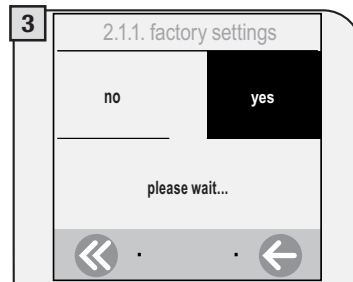 3
2.1.1. factory settings
no yes
please wait...